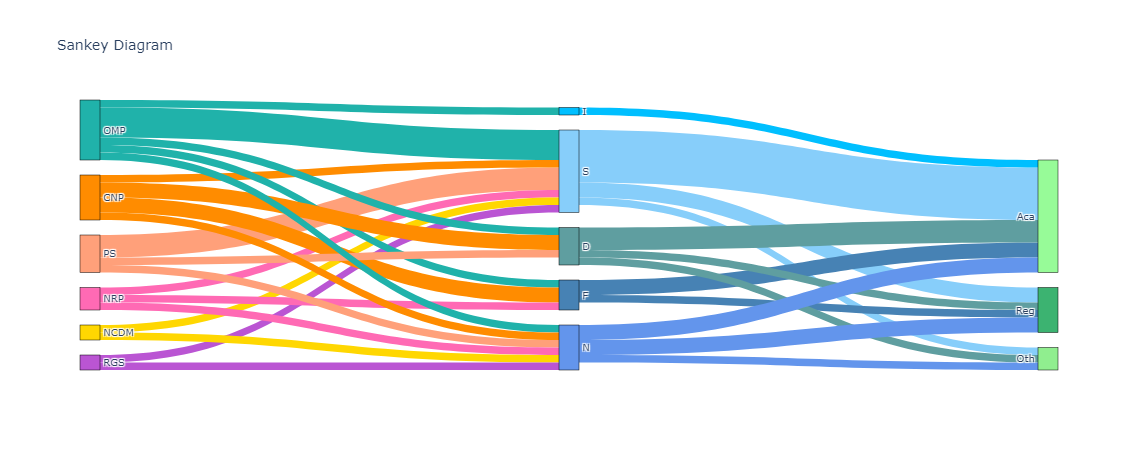 Sankey Diagram
OMP
CNP
PS
NRP
NCDM
RGS
I
S
D
F
N
Aca
Reg
Oth